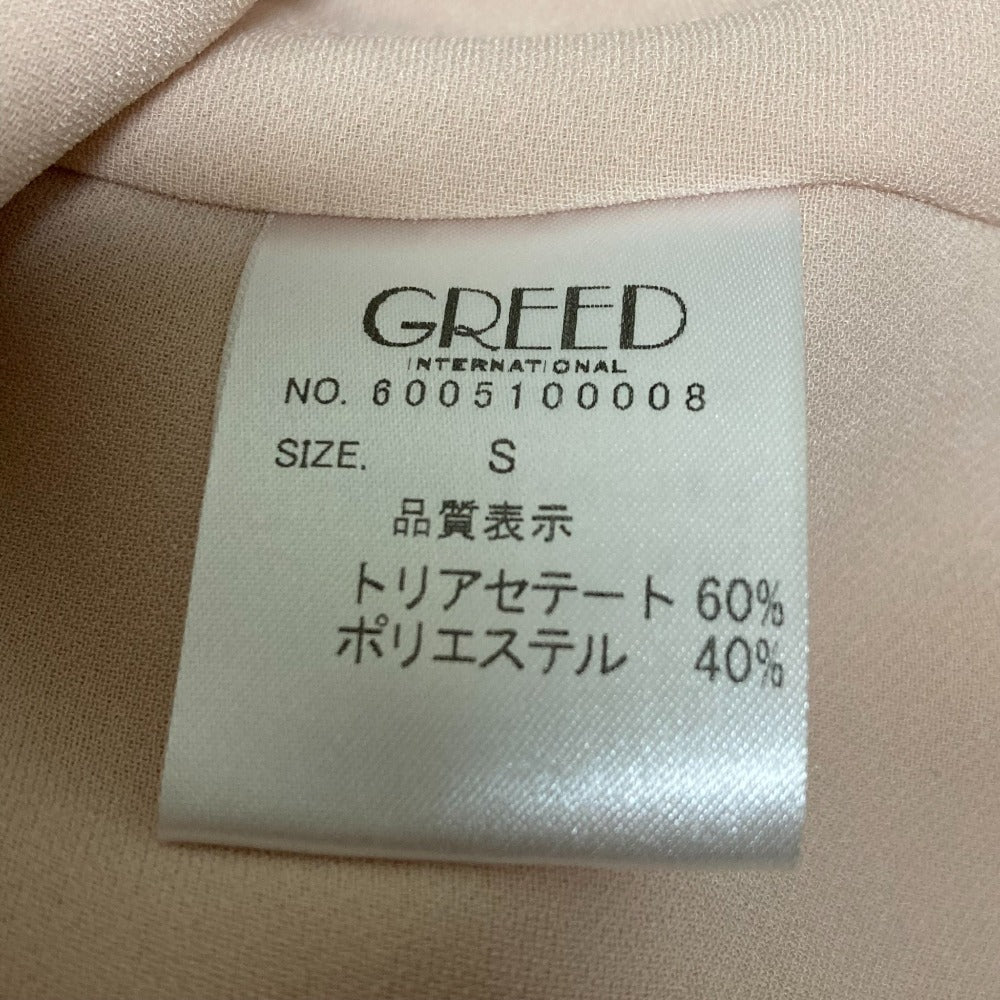 GREED
INTERNATIONAL
NO. 6005100008
SIZE. S
品質表示
トリアセテート 60%
ポリエステル 40%